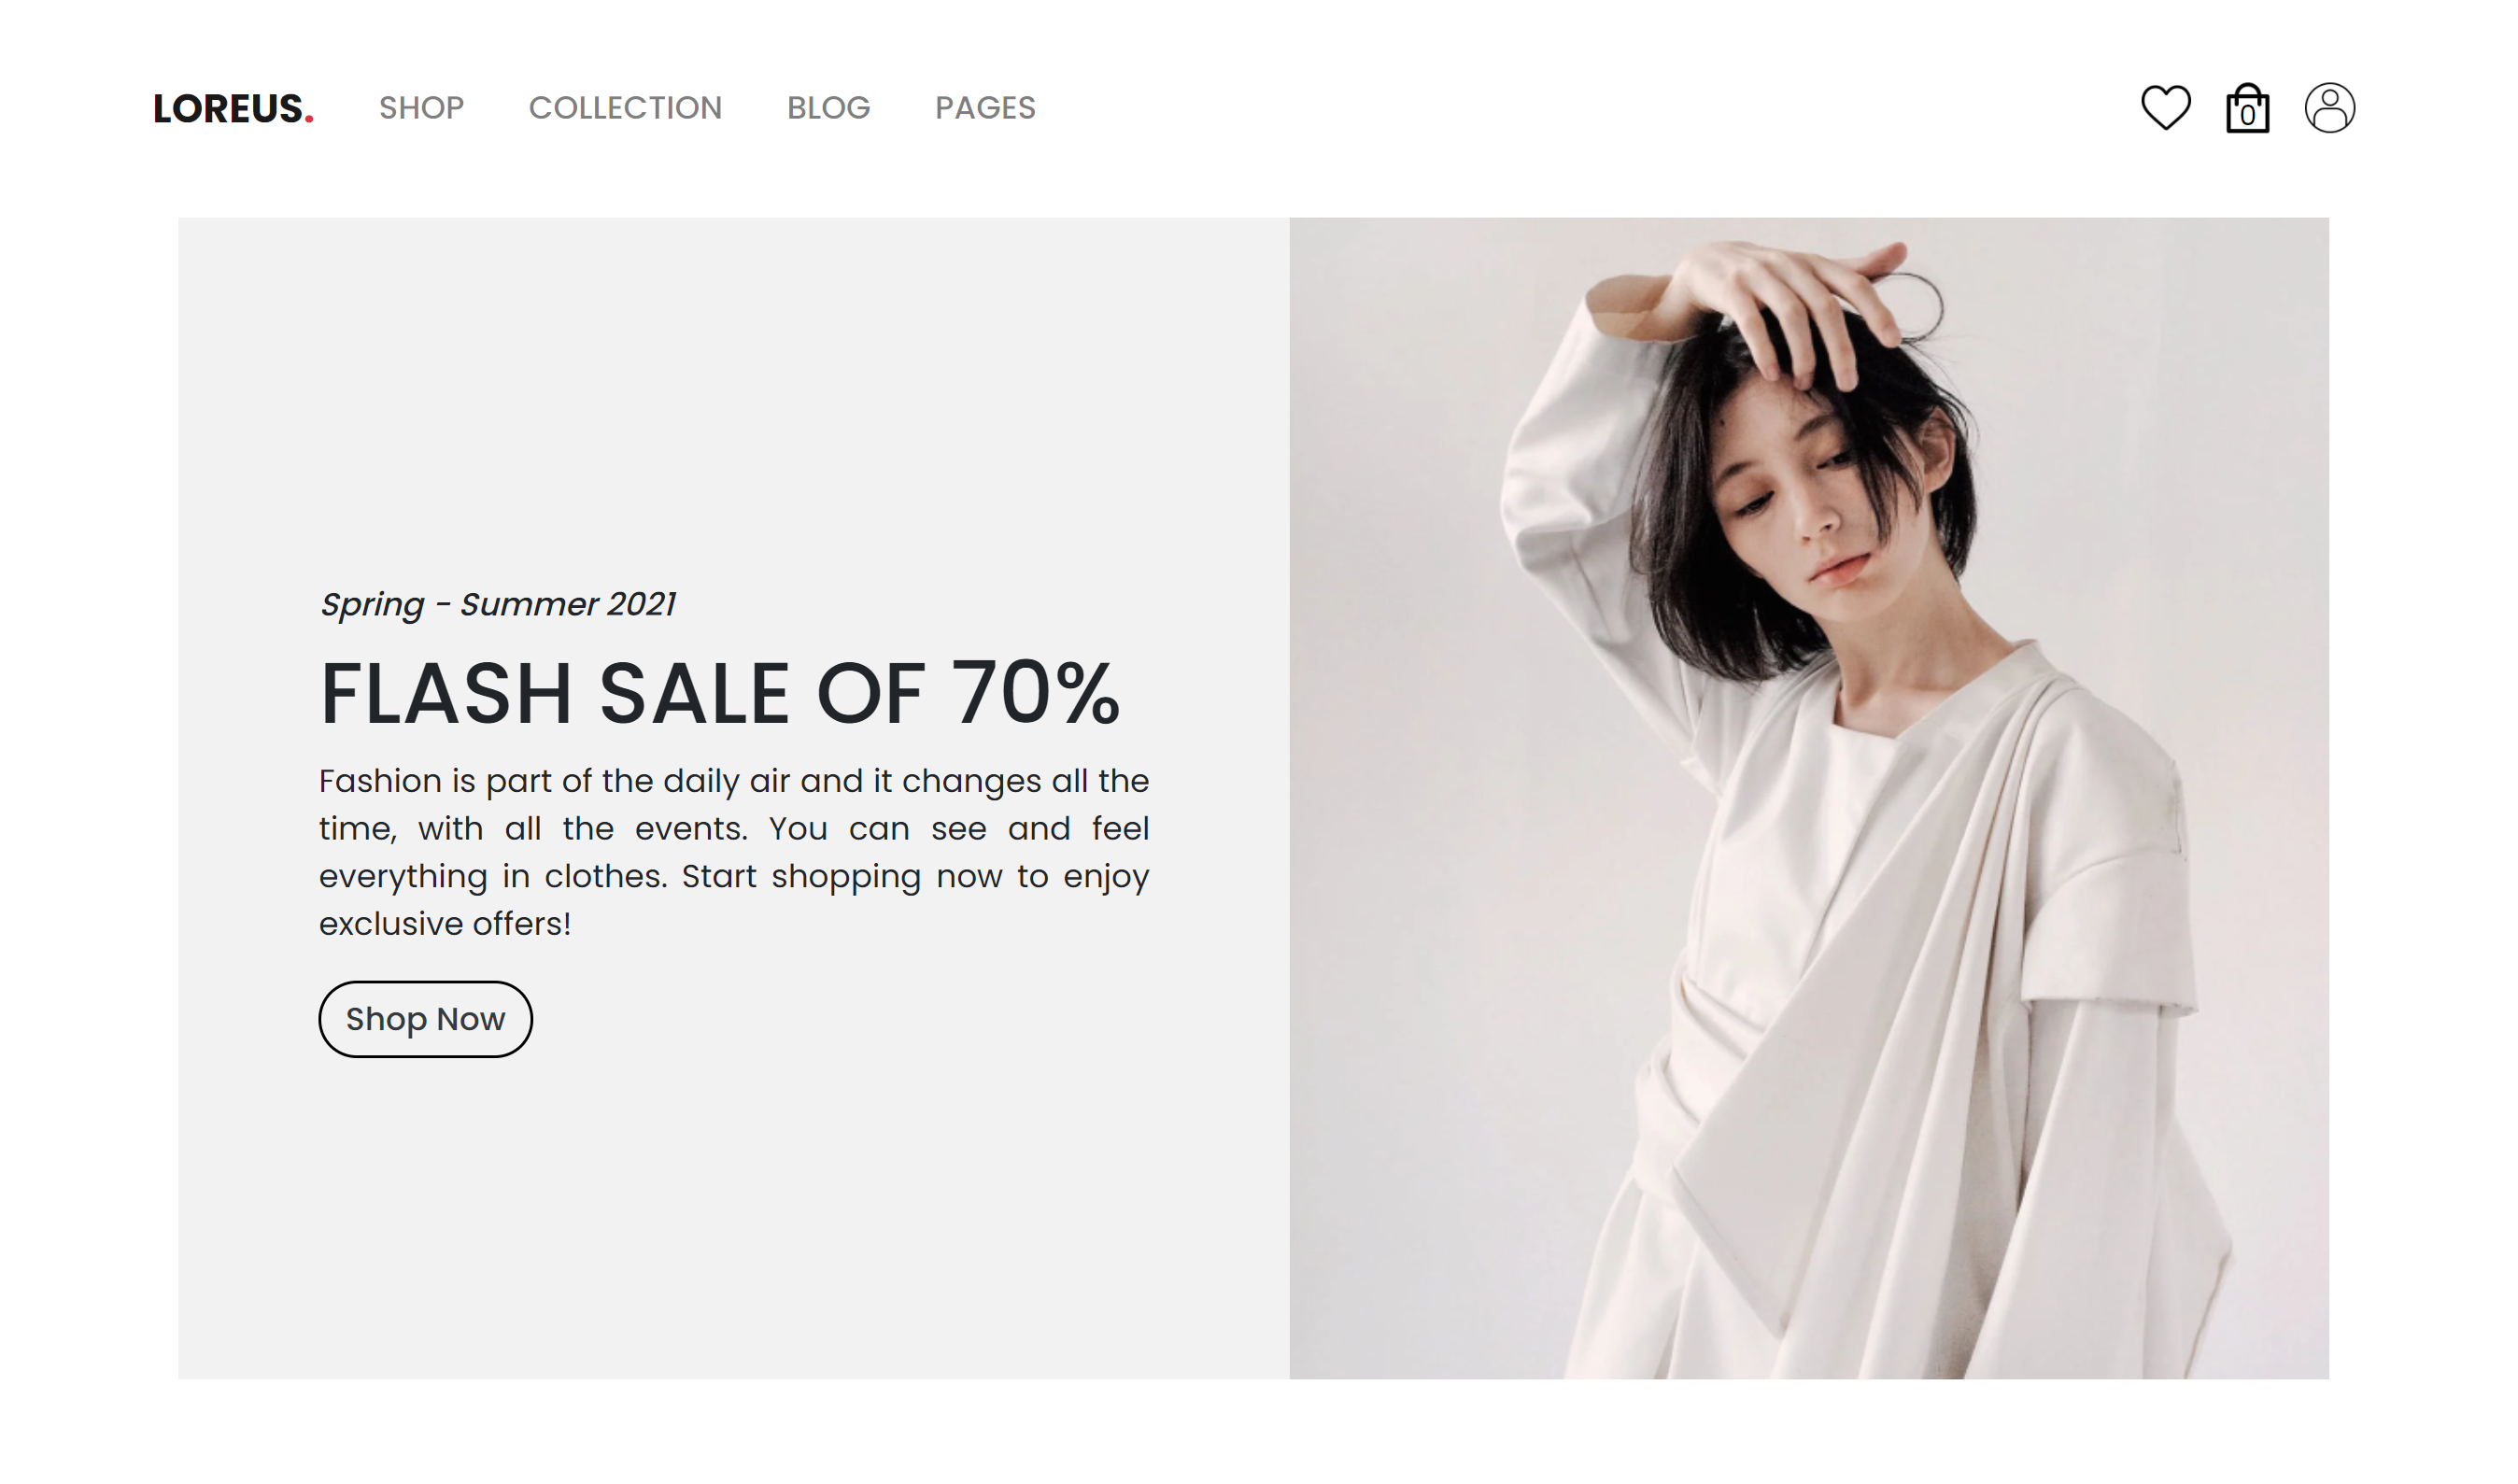 LOREUS.
SHOP
COLLECTION
BLOG
PAGES
0
Spring - Summer 2021
FLASH SALE OF 70%
Fashion is part of the daily air and it changes all the
time, with all the events. You can see and feel
everything in clothes. Start shopping now to enjoy
exclusive offers!
Shop Now